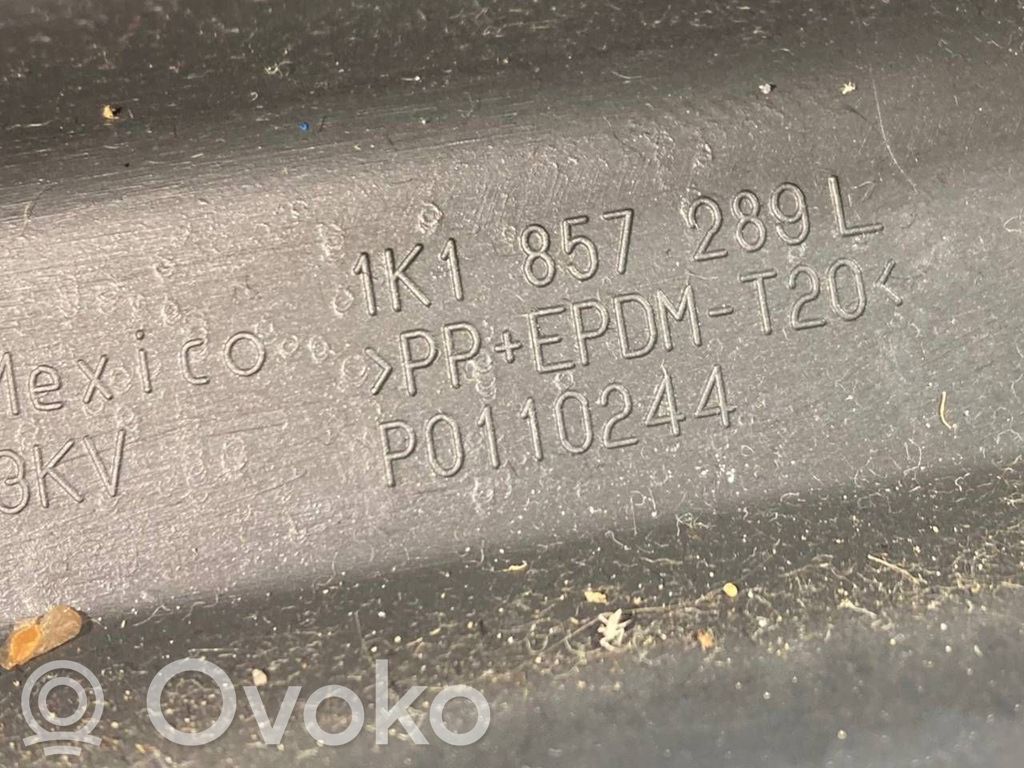 1K1 857 289 L
Mexico >PP+EPDM-T20<
3KV P0110244
R Ovoko